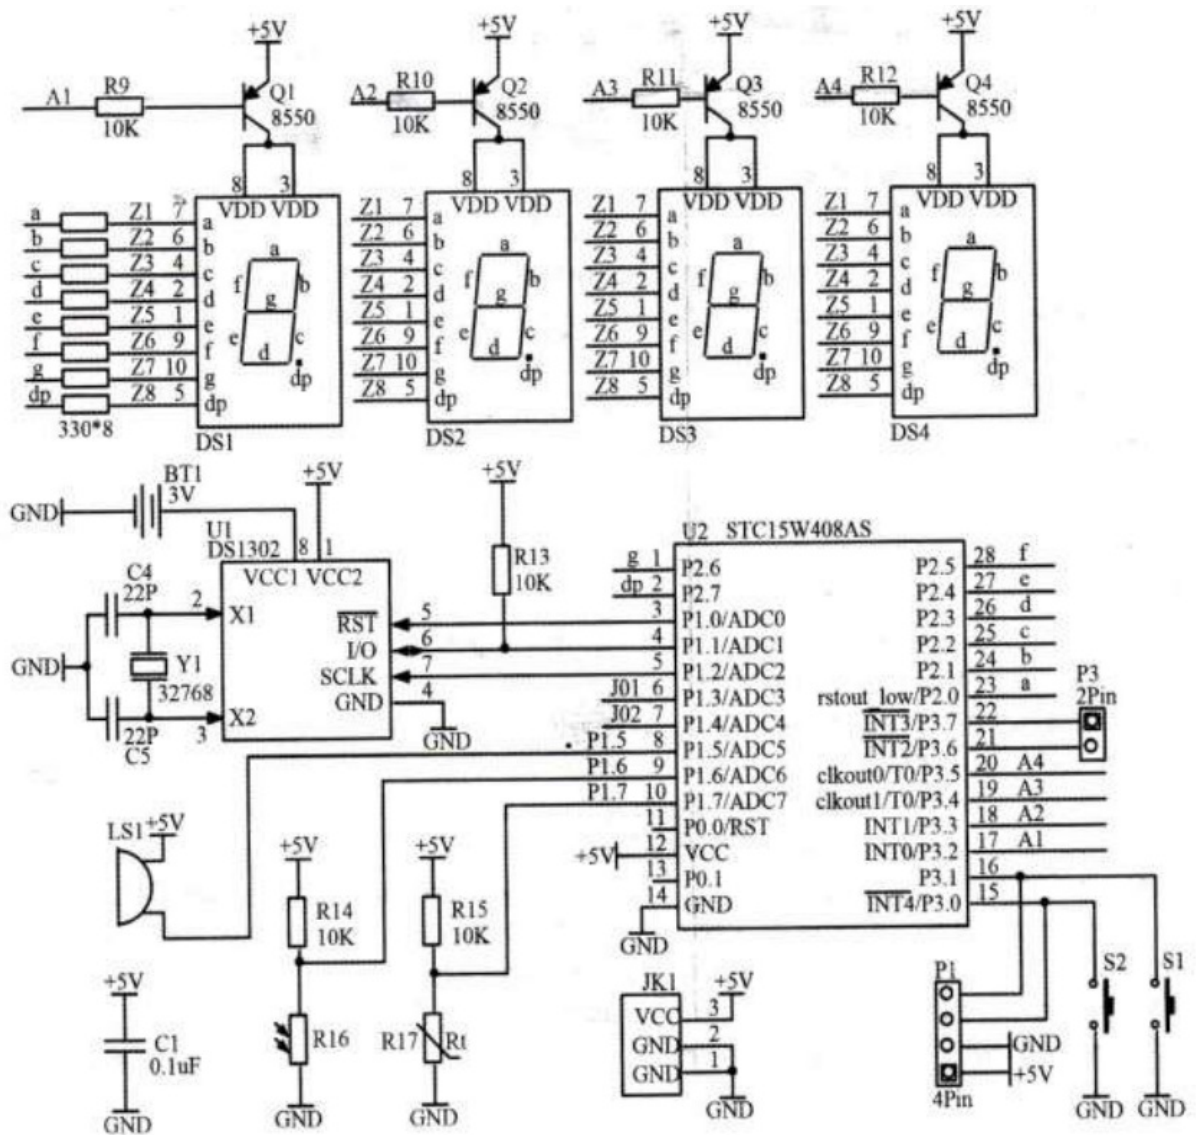 +5V +5V +5V +5V
A1 R9 Q1 A2 R10 Q2 A3 R11 Q3 A4 R12 Q4
10K 8550 10K 8550 10K 8550 10K 8550
8 3 8 3 8 3 8 3
VDD VDD VDD VDD VDD VDD VDD VDD
a Z1 7 a Z1 7 a Z1 7 a Z1 7 a
b Z2 6 b Z2 6 b Z2 6 b Z2 6 b
c Z3 4 c Z3 4 c Z3 4 c Z3 4 c
d Z4 2 d Z4 2 d Z4 2 d Z4 2 d
e Z5 1 e Z5 1 e Z5 1 e Z5 1 e
f Z6 9 f Z6 9 f Z6 9 f Z6 9 f
g Z7 10 g Z7 10 g Z7 10 g Z7 10 g
dp Z8 5 dp Z8 5 dp Z8 5 dp Z8 5 dp
a f b g e c d dp
a f b g e c d dp
a f b g e c d dp
a f b g e c d dp
330*8
DS1 DS2 DS3 DS4
BT1
3V
GND
+5V
U1
DS1302
8 1
VCC1 VCC2
C4
22P
2 X1
GND
Y1
32768
X2
3
22P
C5
RST 5
I/O 6
SCLK 7
GND 4
GND
+5V
R13
10K
U2 STC15W408AS
g 1 P2.6 P2.5 28 f
dp 2 P2.7 P2.4 27 e
3 P1.0/ADC0 P2.3 26 d
4 P1.1/ADC1 P2.2 25 c
5 P1.2/ADC2 P2.1 24 b
J01 6 P1.3/ADC3 rstout_low/P2.0 23 a
J02 7 P1.4/ADC4 INT3/P3.7 22
P1.5 8 P1.5/ADC5 INT2/P3.6 21
P1.6 9 P1.6/ADC6 clkout0/T0/P3.5 20 A4
P1.7 10 P1.7/ADC7 clkout1/T0/P3.4 19 A3
11 P0.0/RST INT1/P3.3 18 A2
+5V 12 VCC INT0/P3.2 17 A1
13 P0.1 P3.1 16
14 GND INT4/P3.0 15
GND
P3
2Pin
LS1 +5V
+5V
R14
10K
R16
GND
+5V
R15
10K
R17 Rt
GND
+5V
C1
0.1uF
GND
JK1 +5V
VCC 3
GND 2
GND 1
GND
P1
GND
+5V
4Pin
S2 S1
GND GND